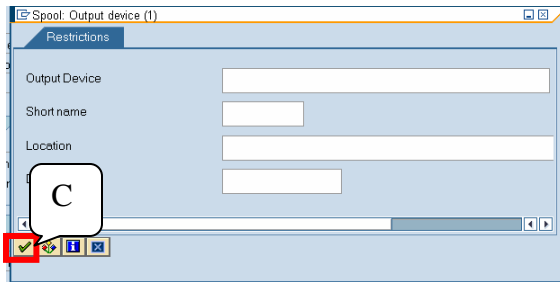 Spool: Output device (1)
Restrictions
Output Device
Short name
Location
C